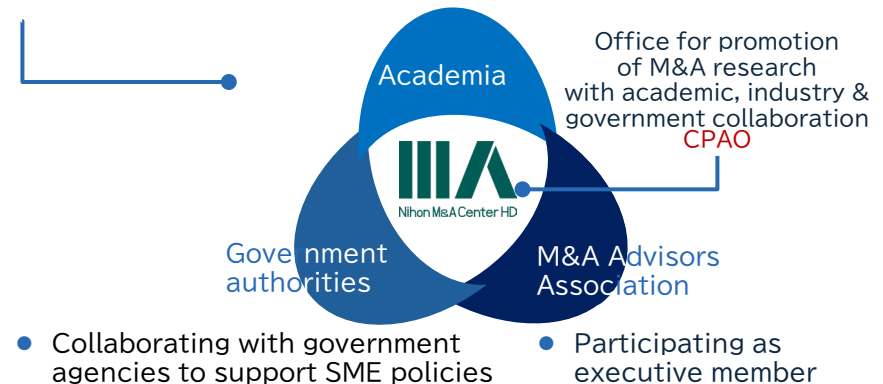 Academia
Office for promotion
of M&A research
with academic, industry &
government collaboration
CPAO
Nihon M&A Center HD
Government
authorities
M&A Advisors
Association
• Collaborating with government
agencies to support SME policies
• Participating as
executive member